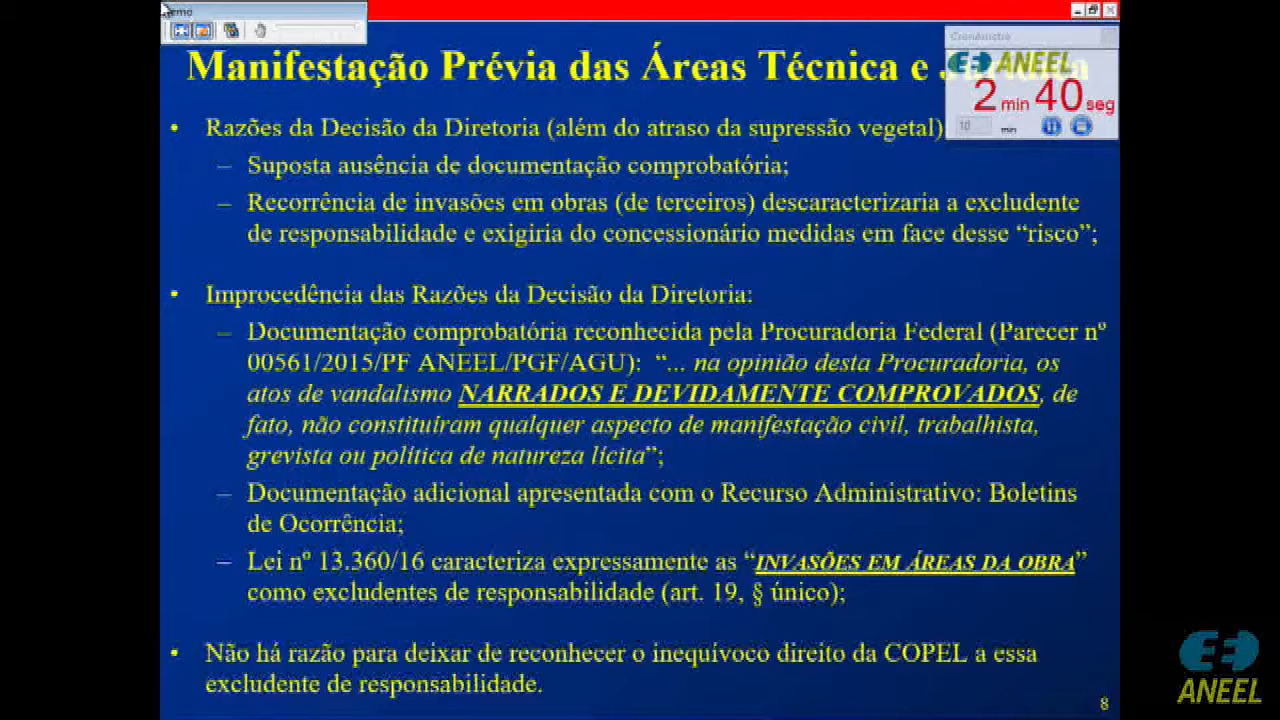 emo
Cronômetro
ANEEL
2 min 40 seg
10 min
Manifestação Prévia das Áreas Técnica e
• Razões da Decisão da Diretoria (além do atraso da supressão vegetal)
– Suposta ausência de documentação comprobatória;
– Recorrência de invasões em obras (de terceiros) descaracterizaria a excludente
de responsabilidade e exigiria do concessionário medidas em face desse “risco”;
• Improcedência das Razões da Decisão da Diretoria:
– Documentação comprobatória reconhecida pela Procuradoria Federal (Parecer nº
00561/2015/PF ANEEL/PGF/AGU): “... na opinião desta Procuradoria, os
atos de vandalismo NARRADOS E DEVIDAMENTE COMPROVADOS, de
fato, não constituíram qualquer aspecto de manifestação civil, trabalhista,
grevista ou política de natureza lícita”;
– Documentação adicional apresentada com o Recurso Administrativo: Boletins
de Ocorrência;
– Lei nº 13.360/16 caracteriza expressamente as “INVASÕES EM ÁREAS DA OBRA”
como excludentes de responsabilidade (art. 19, § único);
• Não há razão para deixar de reconhecer o inequívoco direito da COPEL a essa
excludente de responsabilidade.
8
ANEEL